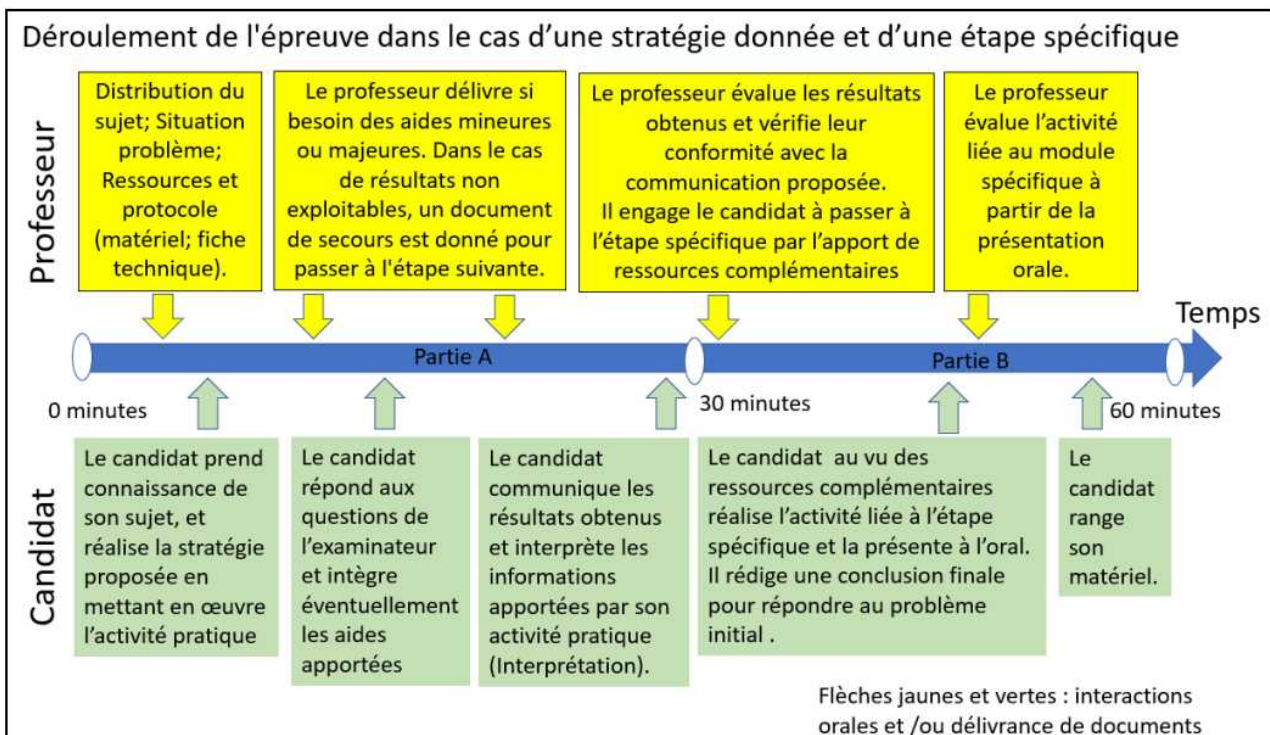 Déroulement de l'épreuve dans le cas d'une stratégie donnée et d'une étape spécifique
Professeur
Distribution du
sujet; Situation
problème;
Ressources et
protocole
(matériel; fiche
technique).
Le professeur délivre si
besoin des aides mineures
ou majeures. Dans le cas
de résultats non
exploitables, un document
de secours est donné pour
passer à l'étape suivante.
Le professeur évalue les résultats
obtenus et vérifie leur
conformité avec la
communication proposée.
Il engage le candidat à passer à
l'étape spécifique par l'apport de
ressources complémentaires
Le professeur
évalue l'activité
liée au module
spécifique à
partir de la
présentation
orale.
Temps
Partie A
Partie B
0 minutes
30 minutes
60 minutes
Candidat
Le candidat prend
connaissance de
son sujet, et
réalise la stratégie
proposée en
mettant en œuvre
l'activité pratique
Le candidat
répond aux
questions de
l'examinateur
et intègre
éventuellement
les aides
apportées
Le candidat
communique les
résultats obtenus
et interprète les
informations
apportées par son
activité pratique
(Interprétation).
Le candidat au vu des
ressources complémentaires
réalise l'activité liée à l'étape
spécifique et la présente à l'oral.
Il rédige une conclusion finale
pour répondre au problème
initial .
Le
candidat
range
son
matériel.
Flèches jaunes et vertes : interactions
orales et /ou délivrance de documents